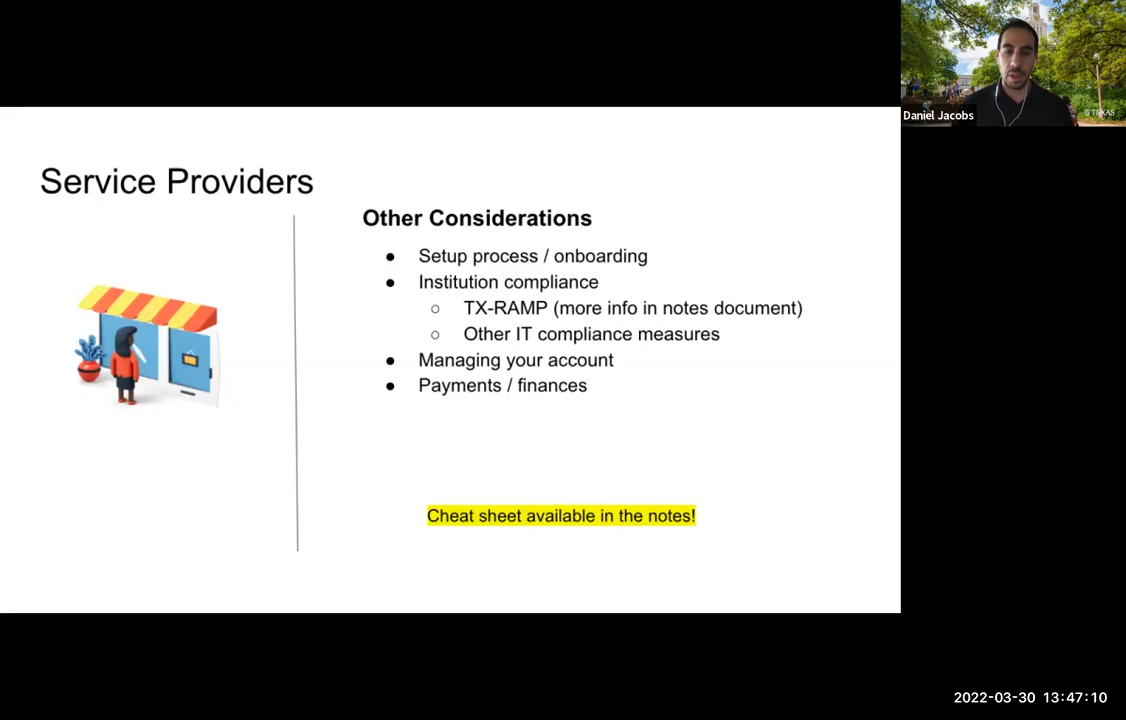 Daniel Jacobs
TEXAS
Service Providers
Other Considerations
● Setup process / onboarding
● Institution compliance
○ TX-RAMP (more info in notes document)
○ Other IT compliance measures
● Managing your account
● Payments / finances
Cheat sheet available in the notes!
2022-03-30 13:47:10